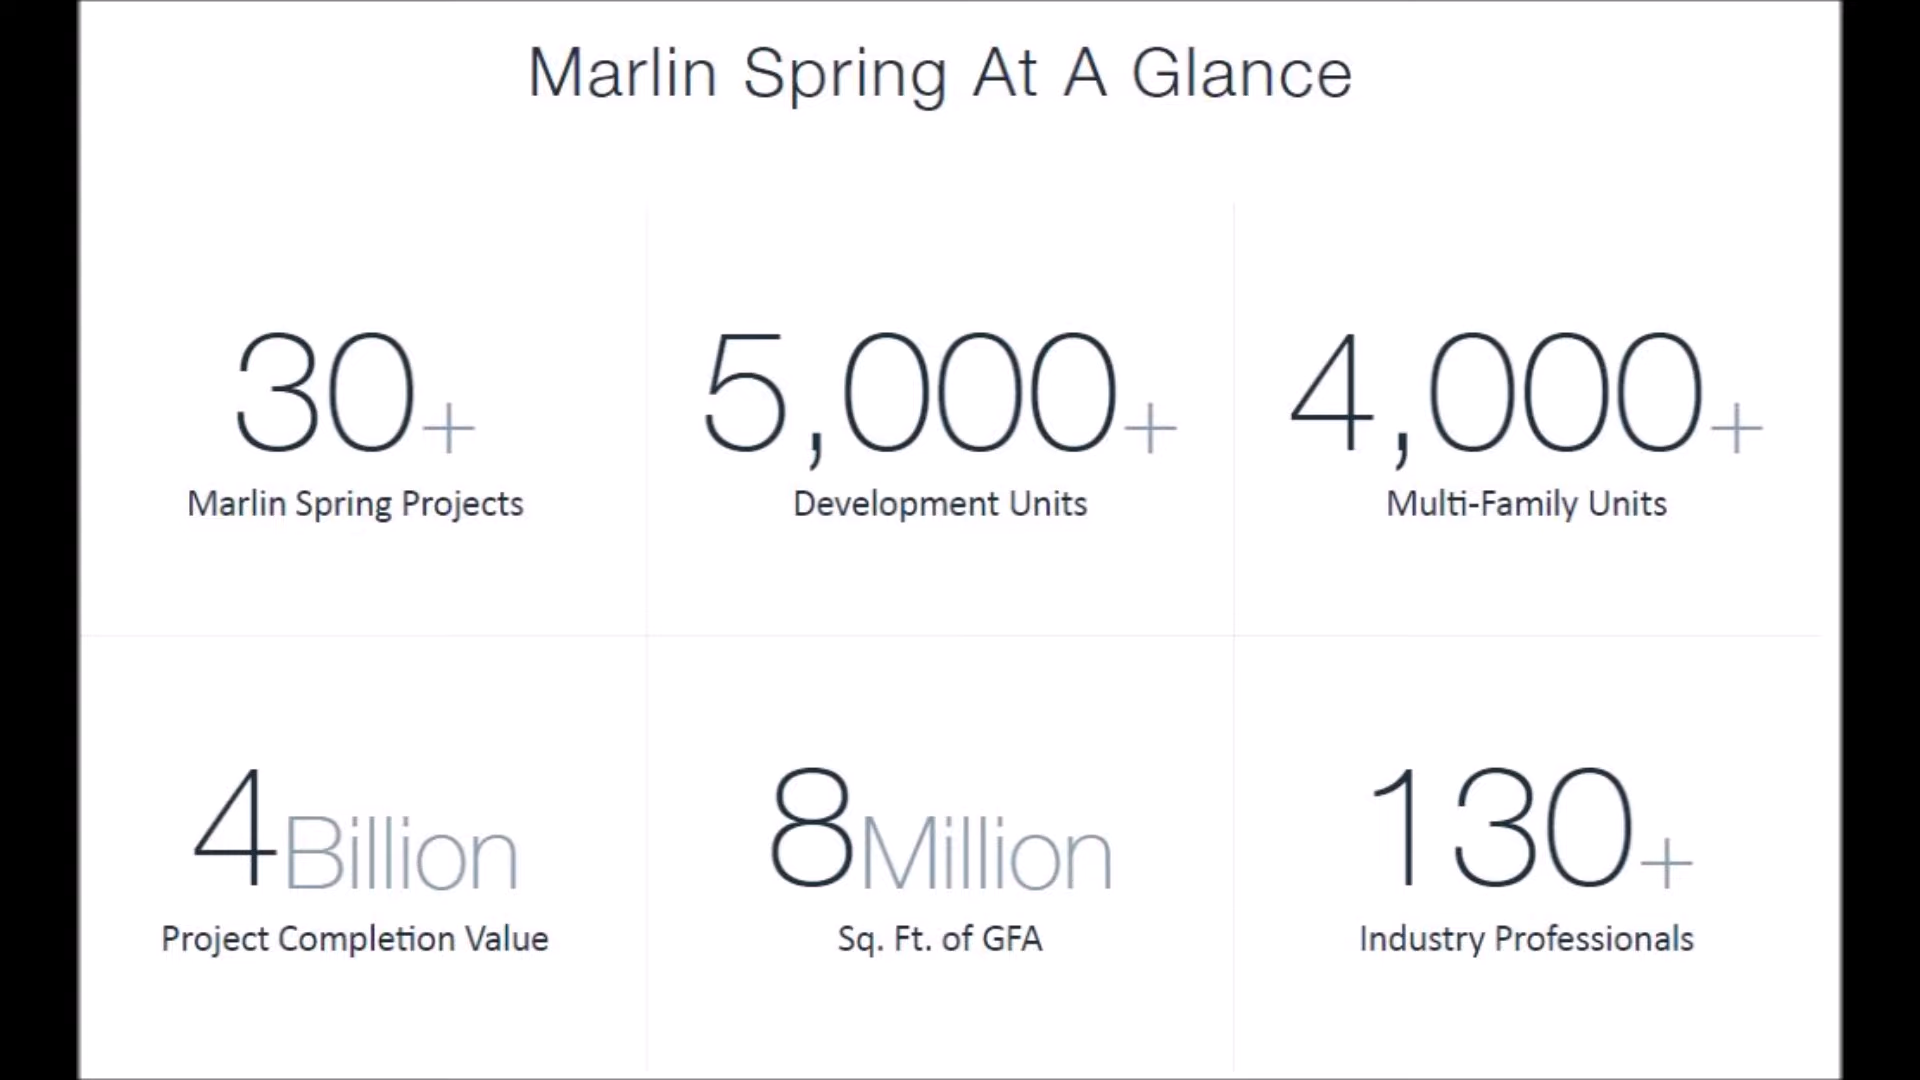 Marlin Spring At A Glance
30+
Marlin Spring Projects
5,000+
Development Units
4,000+
Multi-Family Units
4Billion
Project Completion Value
8Million
Sq. Ft. of GFA
130+
Industry Professionals